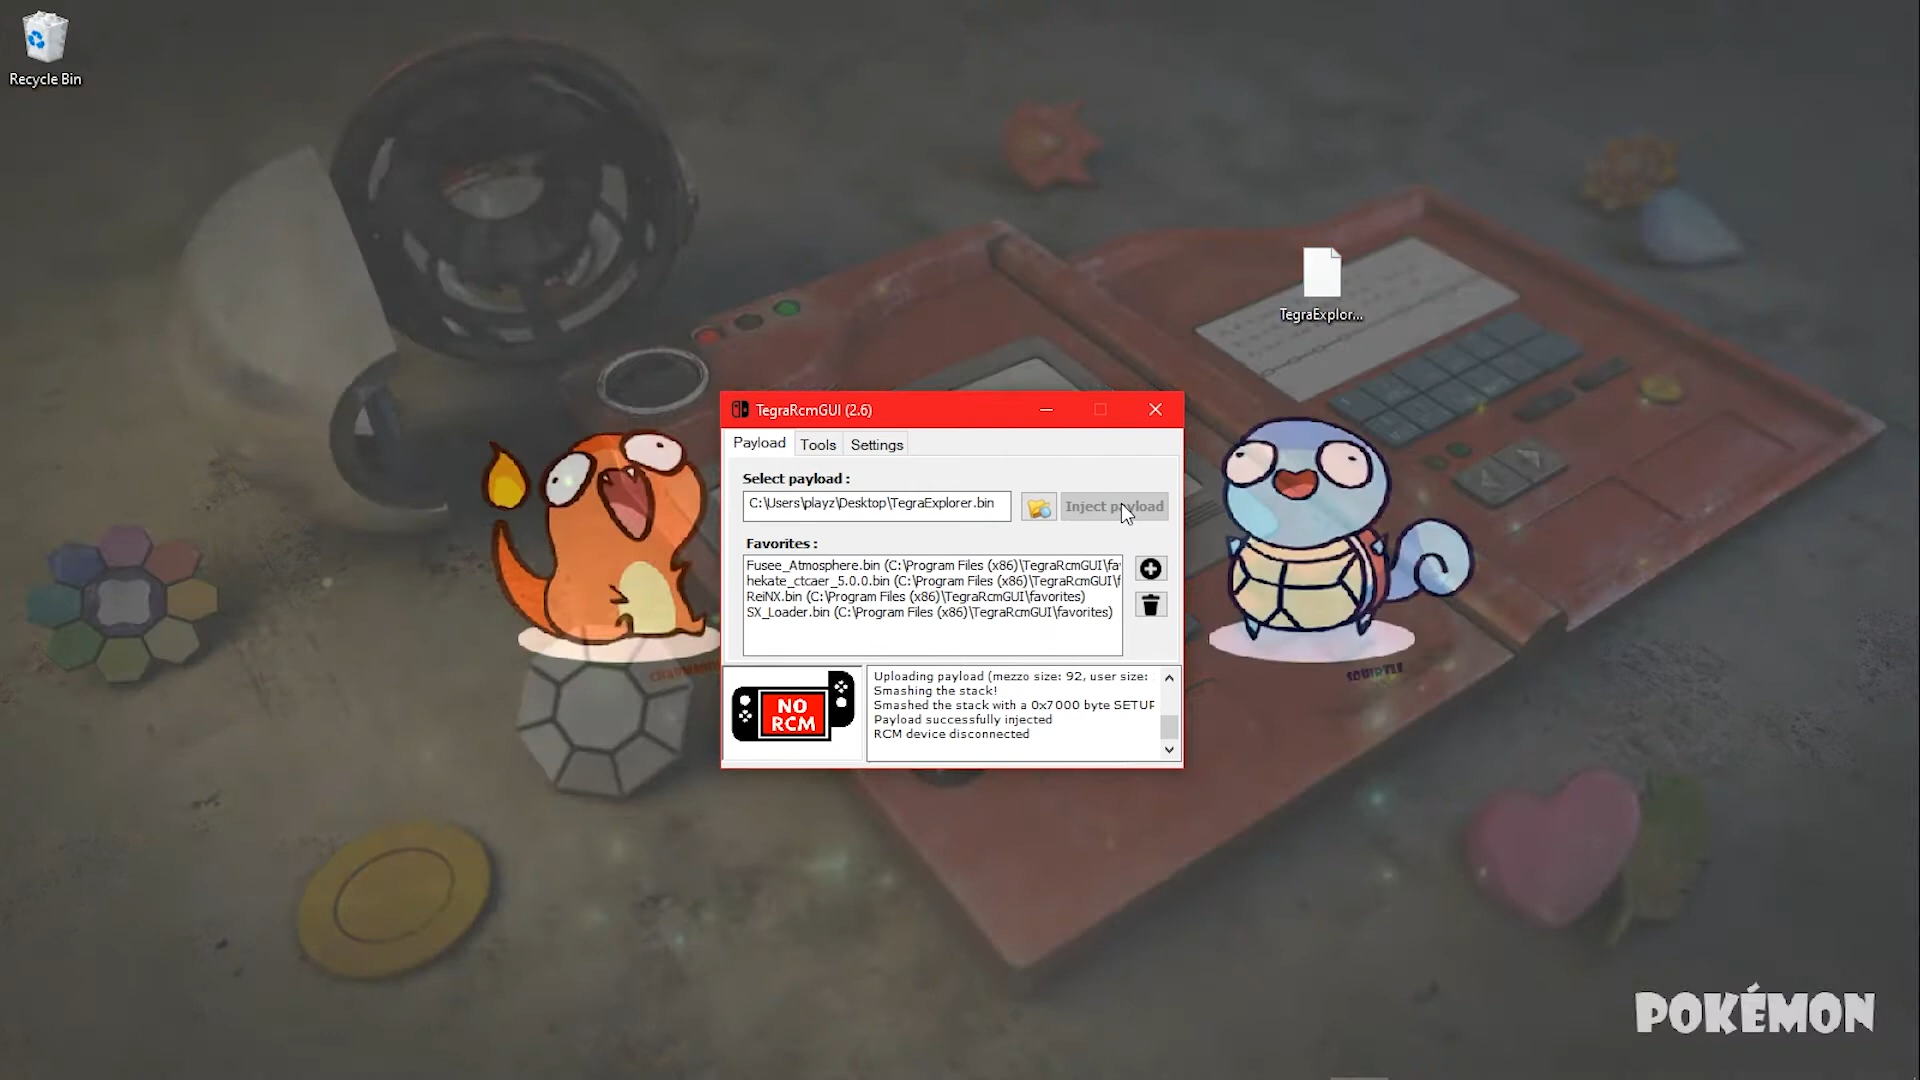 Recycle Bin
TegraExplor...
TegraRcmGUI (2.6)
Payload
Tools
Settings
Select payload :
C:\Users\playz\Desktop\TegraExplorer.bin
Inject payload
Favorites :
Fusee_Atmosphere.bin (C:\Program Files (x86)\TegraRcmGUI\fa
hekate_ctcaer_5.0.0.bin (C:\Program Files (x86)\TegraRcmGUI\f
ReiNX.bin (C:\Program Files (x86)\TegraRcmGUI\favorites)
SX_Loader.bin (C:\Program Files (x86)\TegraRcmGUI\favorites)
NO
RCM
Uploading payload (mezzo size: 92, user size:
Smashing the stack!
Smashed the stack with a 0x7000 byte SETUP
Payload successfully injected
RCM device disconnected
SQUIRTLE
POKÉMON